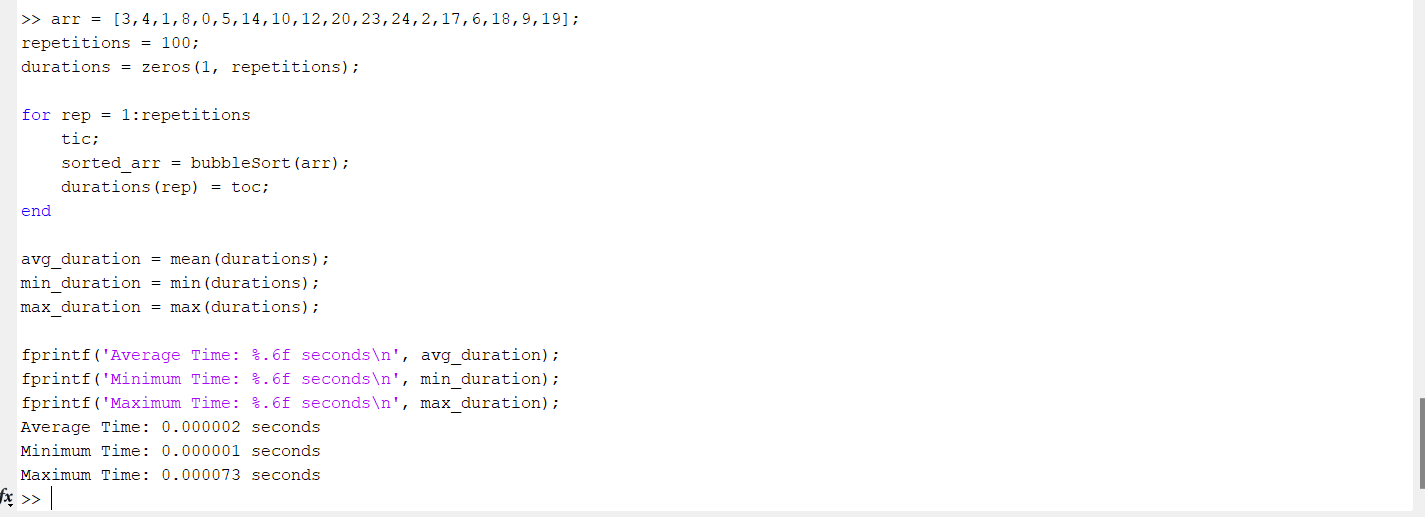 >> arr = [3,4,1,8,0,5,14,10,12,20,23,24,2,17,6,18,9,19];
repetitions = 100;
durations = zeros(1, repetitions);
for rep = 1:repetitions
    tic;
    sorted_arr = bubbleSort(arr);
    durations(rep) = toc;
end
avg_duration = mean(durations);
min_duration = min(durations);
max_duration = max(durations);
fprintf('Average Time: %.6f seconds\n', avg_duration);
fprintf('Minimum Time: %.6f seconds\n', min_duration);
fprintf('Maximum Time: %.6f seconds\n', max_duration);
Average Time: 0.000002 seconds
Minimum Time: 0.000001 seconds
Maximum Time: 0.000073 seconds
fx >>